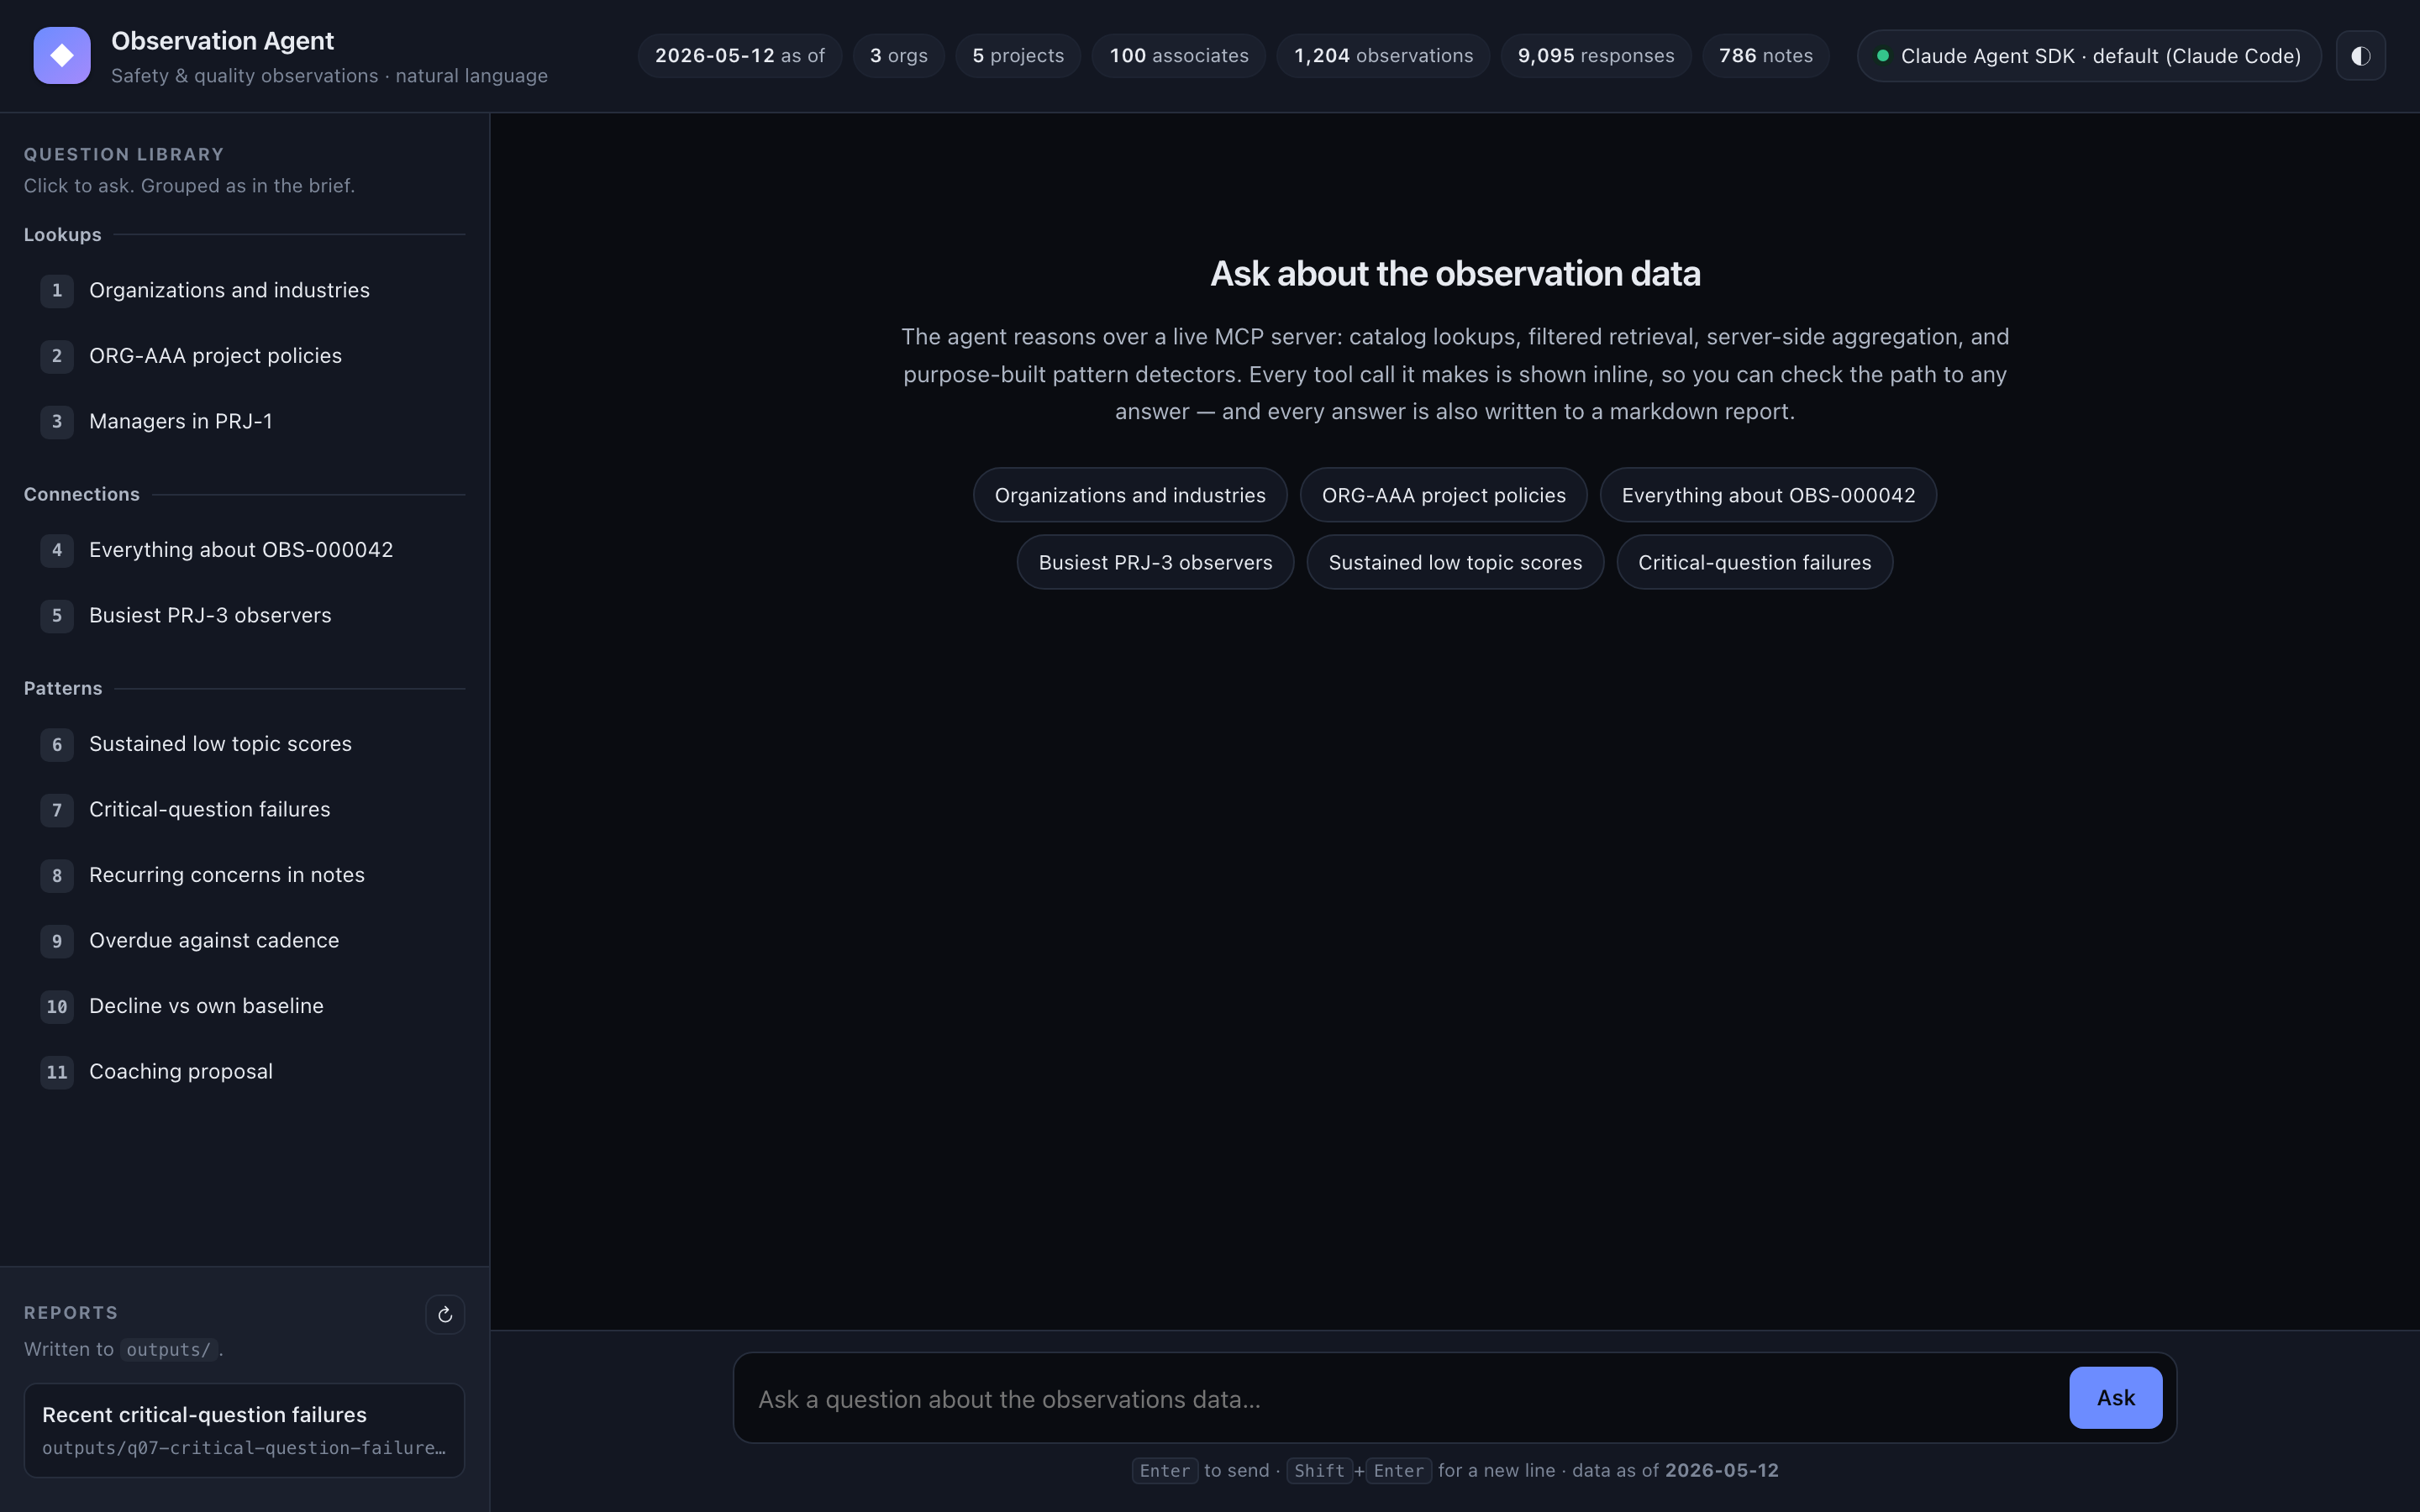 Observation Agent
Safety & quality observations · natural language
2026-05-12 as of
3 orgs
5 projects
100 associates
1,204 observations
9,095 responses
786 notes
Claude Agent SDK · default (Claude Code)
QUESTION LIBRARY
Click to ask. Grouped as in the brief.
Lookups
1 Organizations and industries
2 ORG-AAA project policies
3 Managers in PRJ-1
Connections
4 Everything about OBS-000042
5 Busiest PRJ-3 observers
Patterns
6 Sustained low topic scores
7 Critical-question failures
8 Recurring concerns in notes
9 Overdue against cadence
10 Decline vs own baseline
11 Coaching proposal
REPORTS
Written to outputs/.
Recent critical-question failures
outputs/q07-critical-question-failure…
Ask about the observation data
The agent reasons over a live MCP server: catalog lookups, filtered retrieval, server-side aggregation, and
purpose-built pattern detectors. Every tool call it makes is shown inline, so you can check the path to any
answer — and every answer is also written to a markdown report.
Organizations and industries
ORG-AAA project policies
Everything about OBS-000042
Busiest PRJ-3 observers
Sustained low topic scores
Critical-question failures
Ask a question about the observations data…
Ask
Enter to send · Shift+Enter for a new line · data as of 2026-05-12